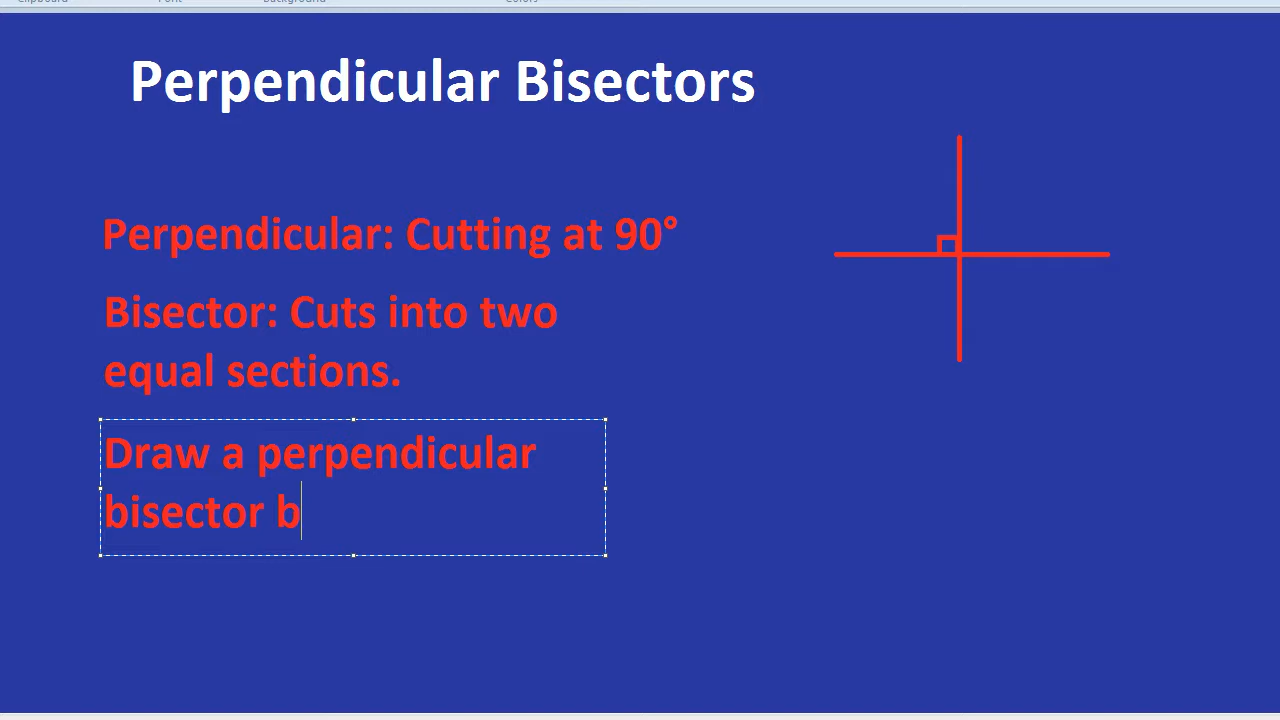 Perpendicular Bisectors
Perpendicular: Cutting at 90°
Bisector: Cuts into two
equal sections.
Draw a perpendicular
bisector b